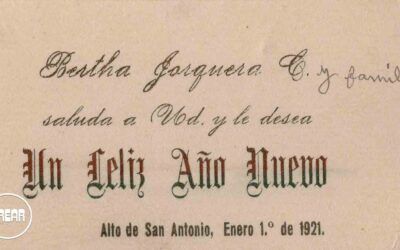 Bertha Jorquera C. y famil
saluda a Ud. y le desea
Un Feliz Año Nuevo
Alto de San Antonio, Enero 1.º de 1921.
REAR